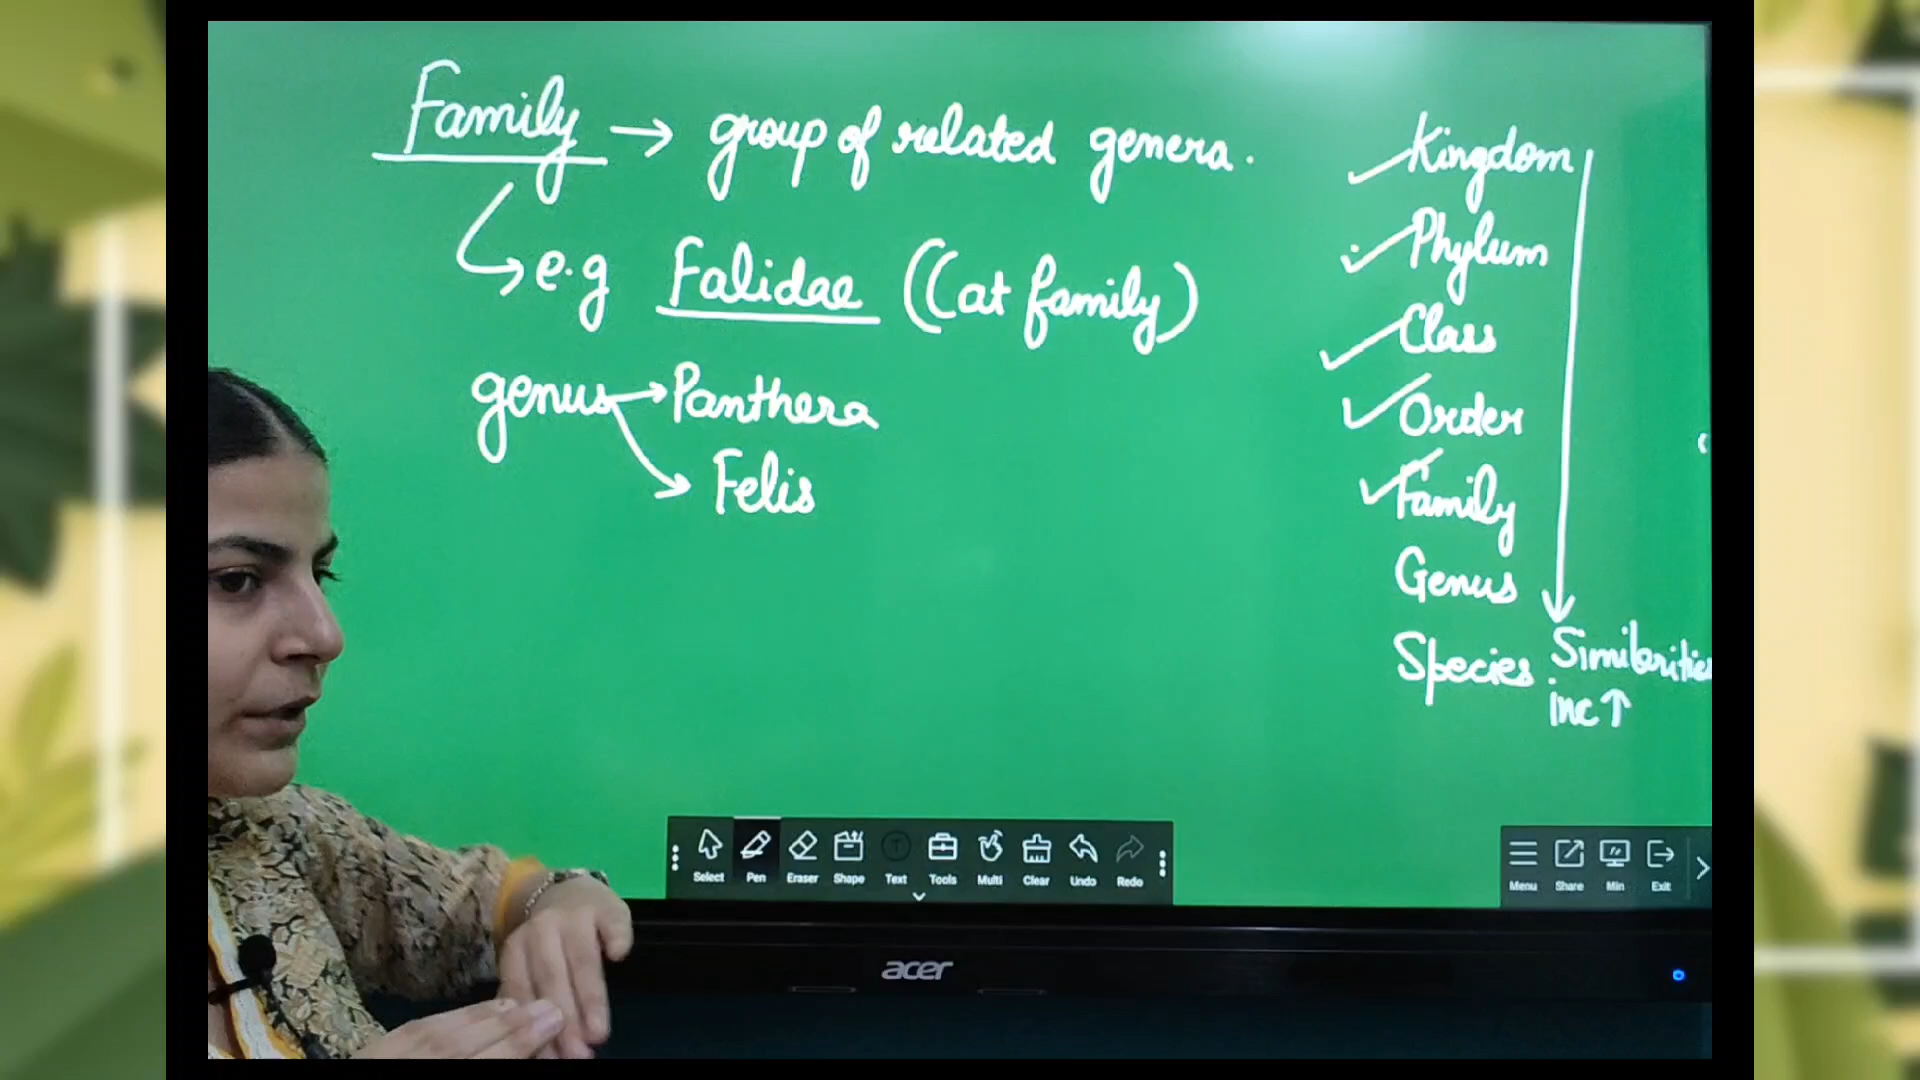 Family → group of related genera.
e.g Falidae ((at family)
genus → Panthera
→ Felis
Kingdom
Phylum
Class
Order
Family
Genus
Species
Similarities
inc ↑
Select Pen Eraser Shape Text Tools Multi Clear Undo Redo
Menu Share Min Exit
acer